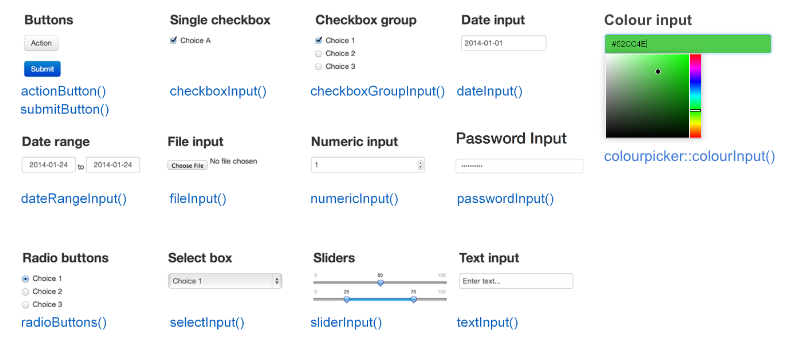 Buttons
Action
Submit
actionButton()
submitButton()
Single checkbox
Choice A
checkboxInput()
Checkbox group
Choice 1
Choice 2
Choice 3
checkboxGroupInput()
Date input
2014-01-01
dateInput()
Colour input
#52CC4E
colourpicker::colourInput()
Date range
2014-01-24 to 2014-01-24
dateRangeInput()
File input
Choose File No file chosen
fileInput()
Numeric input
1
numericInput()
Password Input
passwordInput()
Radio buttons
Choice 1
Choice 2
Choice 3
radioButtons()
Select box
Choice 1
selectInput()
Sliders
0 50 100
0 25 75 100
sliderInput()
Text input
Enter text...
textInput()